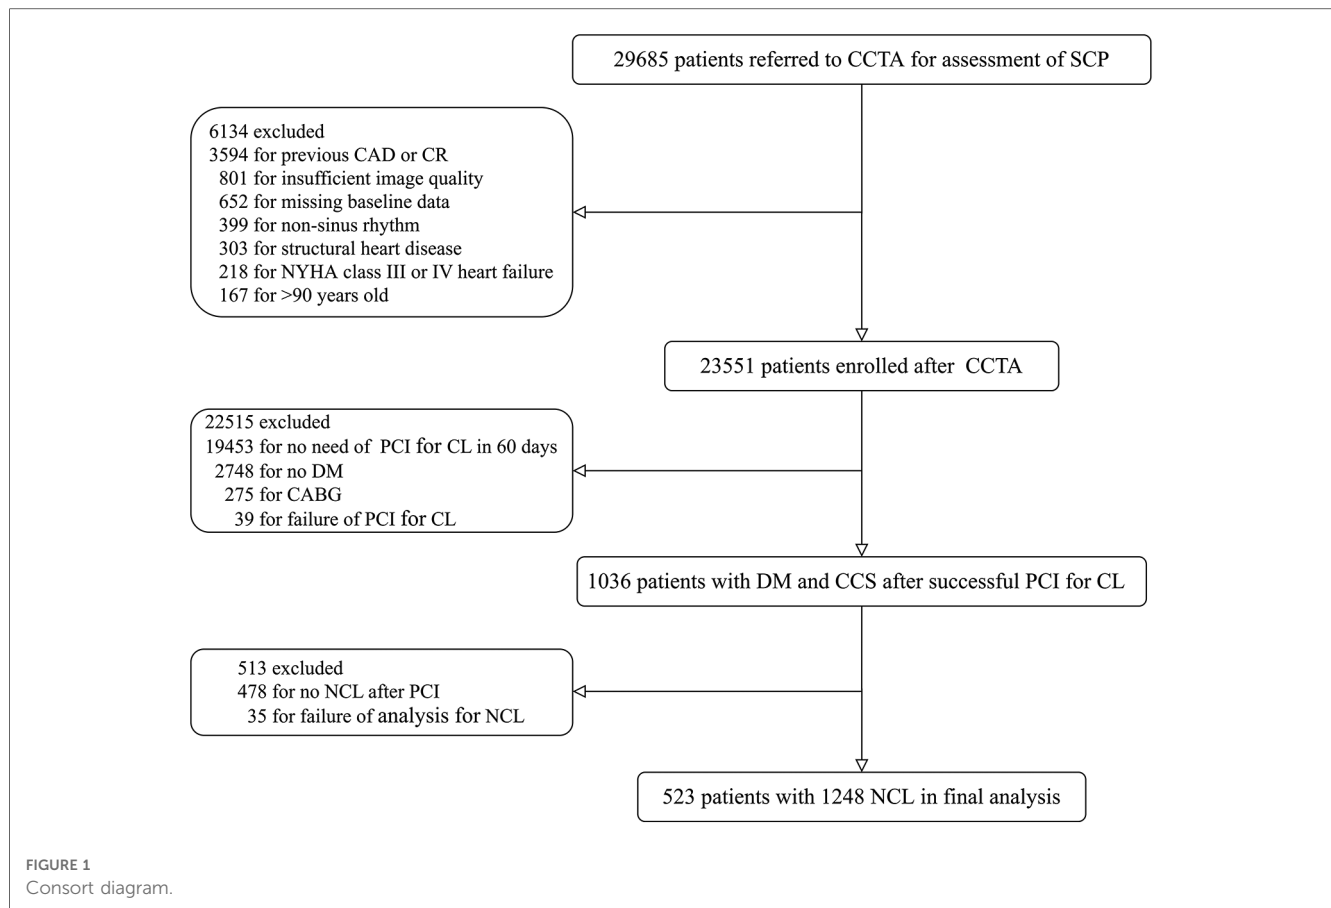 29685 patients referred to CCTA for assessment of SCP
6134 excluded
3594 for previous CAD or CR
801 for insufficient image quality
652 for missing baseline data
399 for non-sinus rhythm
303 for structural heart disease
218 for NYHA class III or IV heart failure
167 for >90 years old
23551 patients enrolled after CCTA
22515 excluded
19453 for no need of PCI for CL in 60 days
2748 for no DM
275 for CABG
39 for failure of PCI for CL
1036 patients with DM and CCS after successful PCI for CL
513 excluded
478 for no NCL after PCI
35 for failure of analysis for NCL
523 patients with 1248 NCL in final analysis
FIGURE 1
Consort diagram.